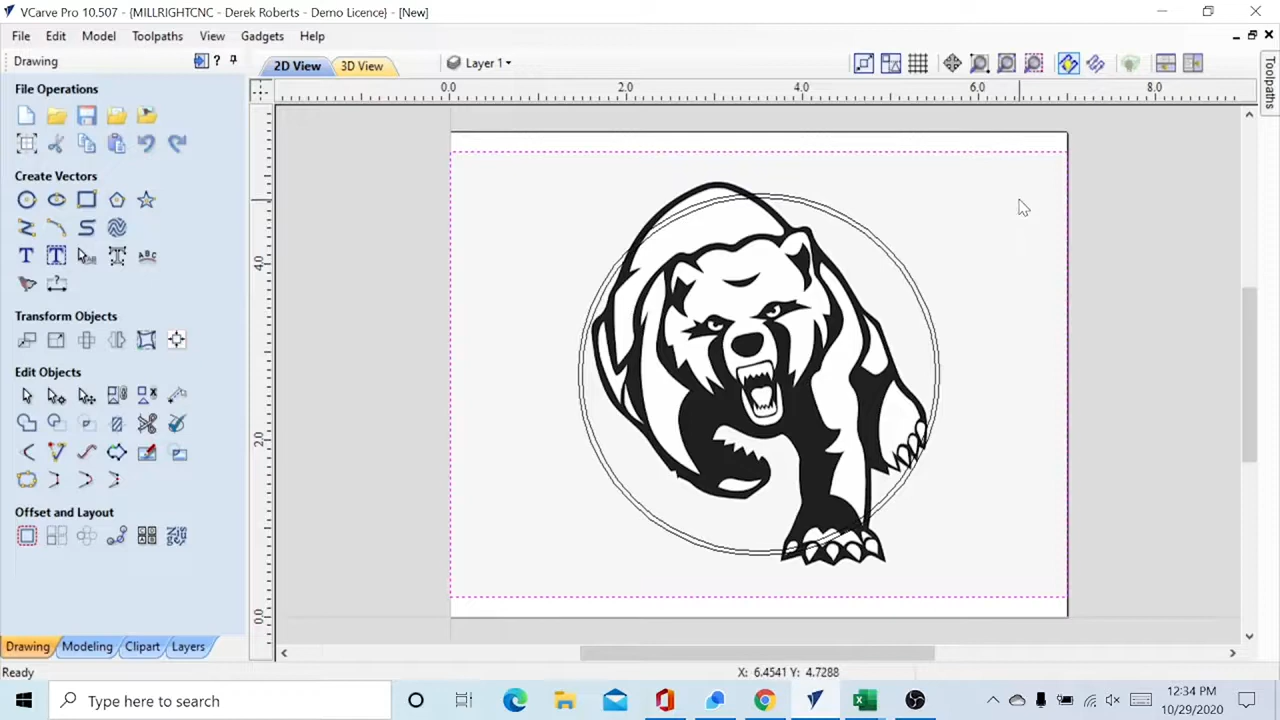 VCarve Pro 10.507 - {MILLRIGHTCNC - Derek Roberts - Demo Licence} - [New]
File Edit Model Toolpaths View Gadgets Help
Drawing
2D View 3D View Layer 1
Toolpaths
File Operations
0.0 2.0 4.0 6.0 8.0
Create Vectors
4.0
Transform Objects
Edit Objects
2.0
Offset and Layout
0.0
Drawing Modeling Clipart Layers
Ready X: 6.4541 Y: 4.7288
Type here to search
12:34 PM
10/29/2020